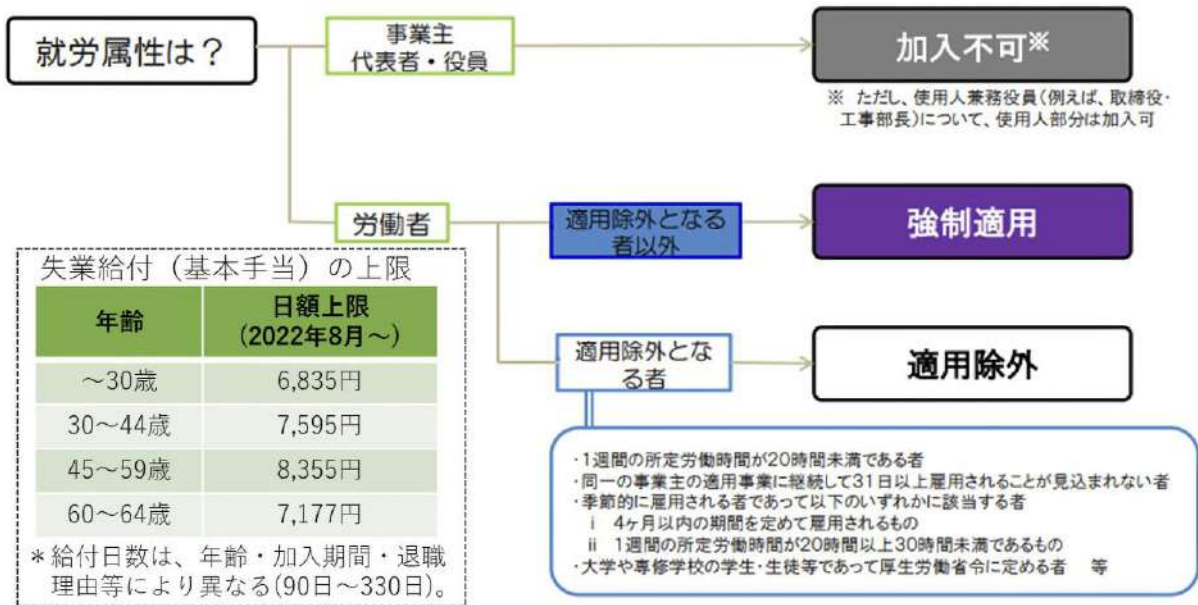 就労属性は？
事業主
代表者・役員
加入不可※
※ ただし、使用人兼務役員（例えば、取締役・
工事部長）について、使用人部分は加入可
労働者
適用除外となる
者以外
強制適用
適用除外とな
る者
適用除外
失業給付（基本手当）の上限
年齢 日額上限
(2022年8月～)
～30歳 6,835円
30～44歳 7,595円
45～59歳 8,355円
60～64歳 7,177円
＊給付日数は、年齢・加入期間・退職
理由等により異なる(90日～330日)。
・1週間の所定労働時間が20時間未満である者
・同一の事業主の適用事業に継続して31日以上雇用されることが見込まれない者
・季節的に雇用される者であって以下のいずれかに該当する者
ⅰ 4ヶ月以内の期間を定めて雇用されるもの
ⅱ 1週間の所定労働時間が20時間以上30時間未満であるもの
・大学や専修学校の学生・生徒等であって厚生労働省令に定める者 等